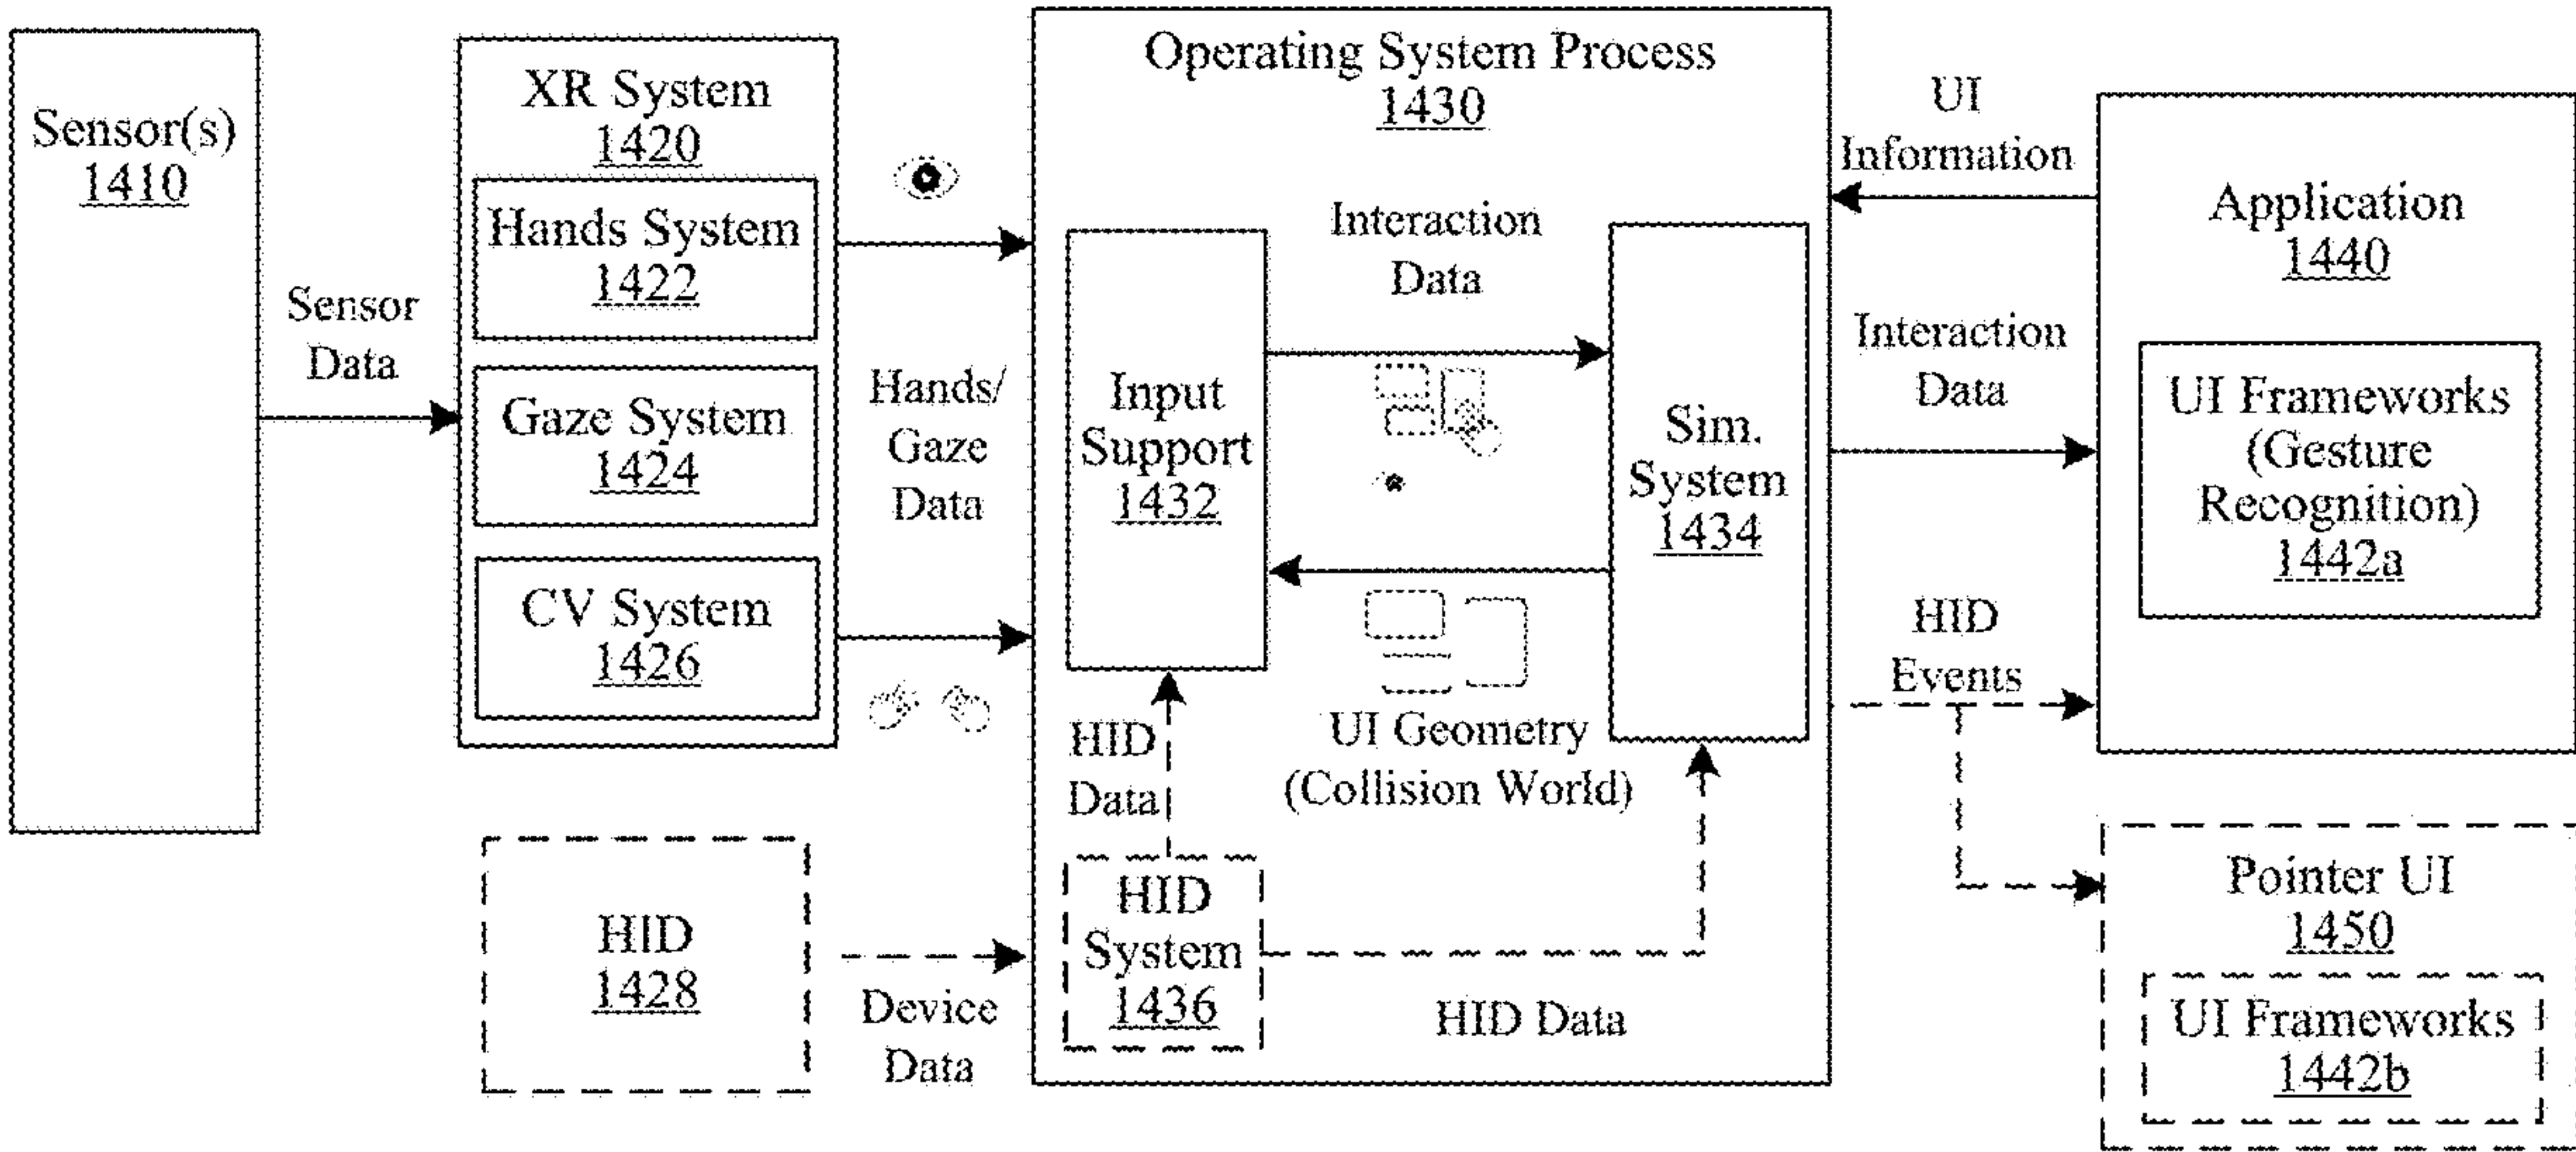 Sensor(s)
1410
Sensor
Data
XR System
1420
Hands System
1422
Gaze System
1424
CV System
1426
Hands/
Gaze
Data
HID
1428
Device
Data
Operating System Process
1430
Input
Support
1432
Interaction
Data
Sim.
System
1434
UI Geometry
(Collision World)
HID
Data
HID
System
1436
HID Data
UI
Information
Interaction
Data
HID
Events
Application
1440
UI Frameworks
(Gesture
Recognition)
1442a
Pointer UI
1450
UI Frameworks
1442b